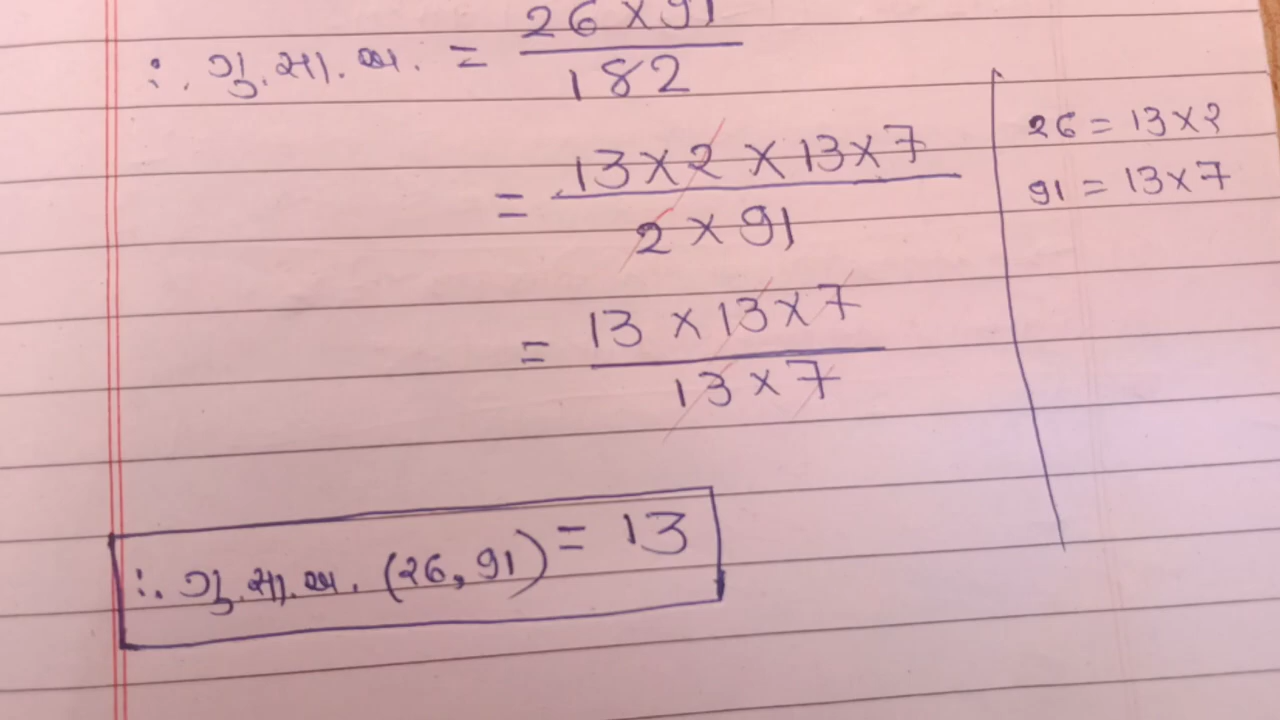 ∴ ગુ.સા.અ. = 26 × 91 / 182
= 13 × 2 × 13 × 7 / 2 × 91
= 13 × 13 × 7 / 13 × 7
∴ ગુ.સા.અ. (26, 91) = 13
26 = 13 × 2
91 = 13 × 7